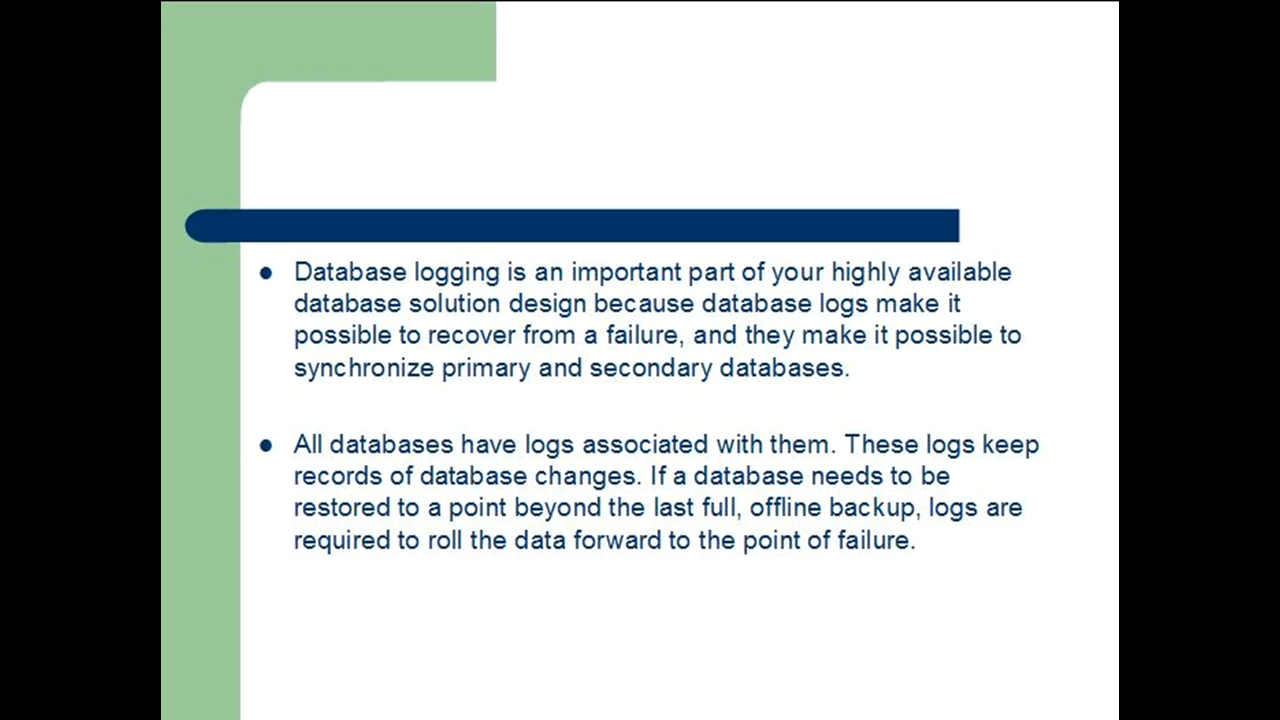 Database logging is an important part of your highly available
database solution design because database logs make it
possible to recover from a failure, and they make it possible to
synchronize primary and secondary databases.
All databases have logs associated with them. These logs keep
records of database changes. If a database needs to be
restored to a point beyond the last full, offline backup, logs are
required to roll the data forward to the point of failure.